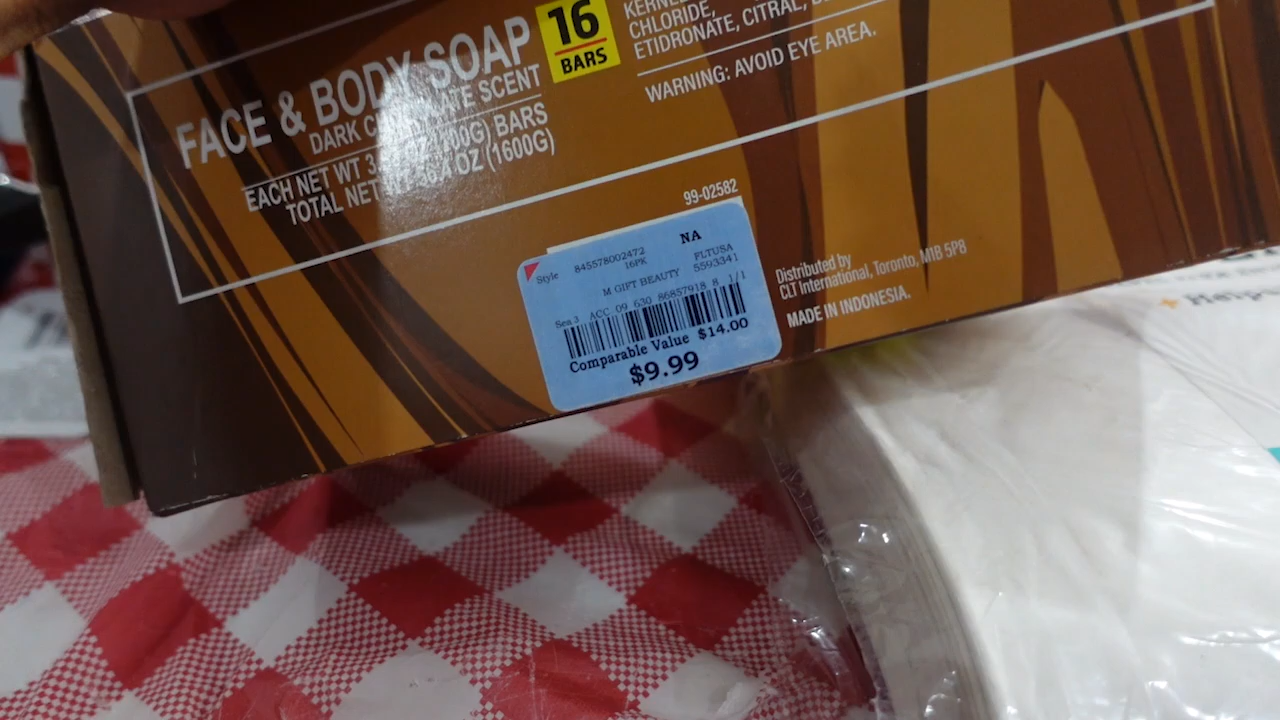 FACE & BODY SOAP
SCENT
EACH NET WT BARS
TOTAL NET OZ (1600G)
16
BARS
CHLORIDE,
ETIDRONATE, CITRAL,
WARNING: AVOID EYE AREA.
99-02582
NA
Style 845578002472 FLTUSA
16PK 5593341
M GIFT BEAUTY
Sea 3 ACC 09 630 86857918 8 1/1
Comparable Value $14.00
$9.99
Distributed by
CLT International, Toronto, M1B 5P8
MADE IN INDONESIA.